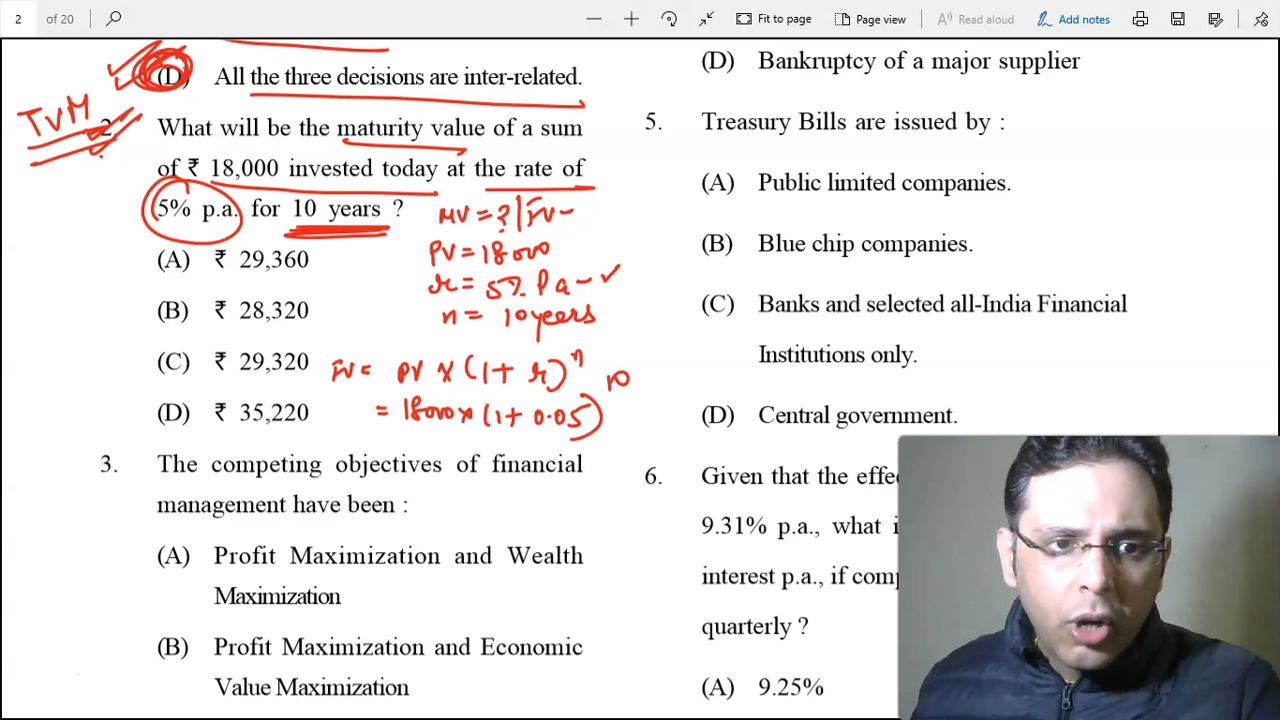 2
of 20
Fit to page
Page view
Read aloud
Add notes
(D) All the three decisions are inter-related.
TVM
2. What will be the maturity value of a sum
of ₹ 18,000 invested today at the rate of
5% p.a. for 10 years ?
(A) ₹ 29,360
(B) ₹ 28,320
(C) ₹ 29,320
(D) ₹ 35,220
MV = ? | FV -
PV = 18000
r = 5% Pa -
n = 10 years
FV = PV × (1 + r)^n
= 18000 × (1 + 0.05)^10
3. The competing objectives of financial
management have been :
(A) Profit Maximization and Wealth
Maximization
(B) Profit Maximization and Economic
Value Maximization
(D) Bankruptcy of a major supplier
5. Treasury Bills are issued by :
(A) Public limited companies.
(B) Blue chip companies.
(C) Banks and selected all-India Financial
Institutions only.
(D) Central government.
6. Given that the effe
9.31% p.a., what i
interest p.a., if comp
quarterly ?
(A) 9.25%